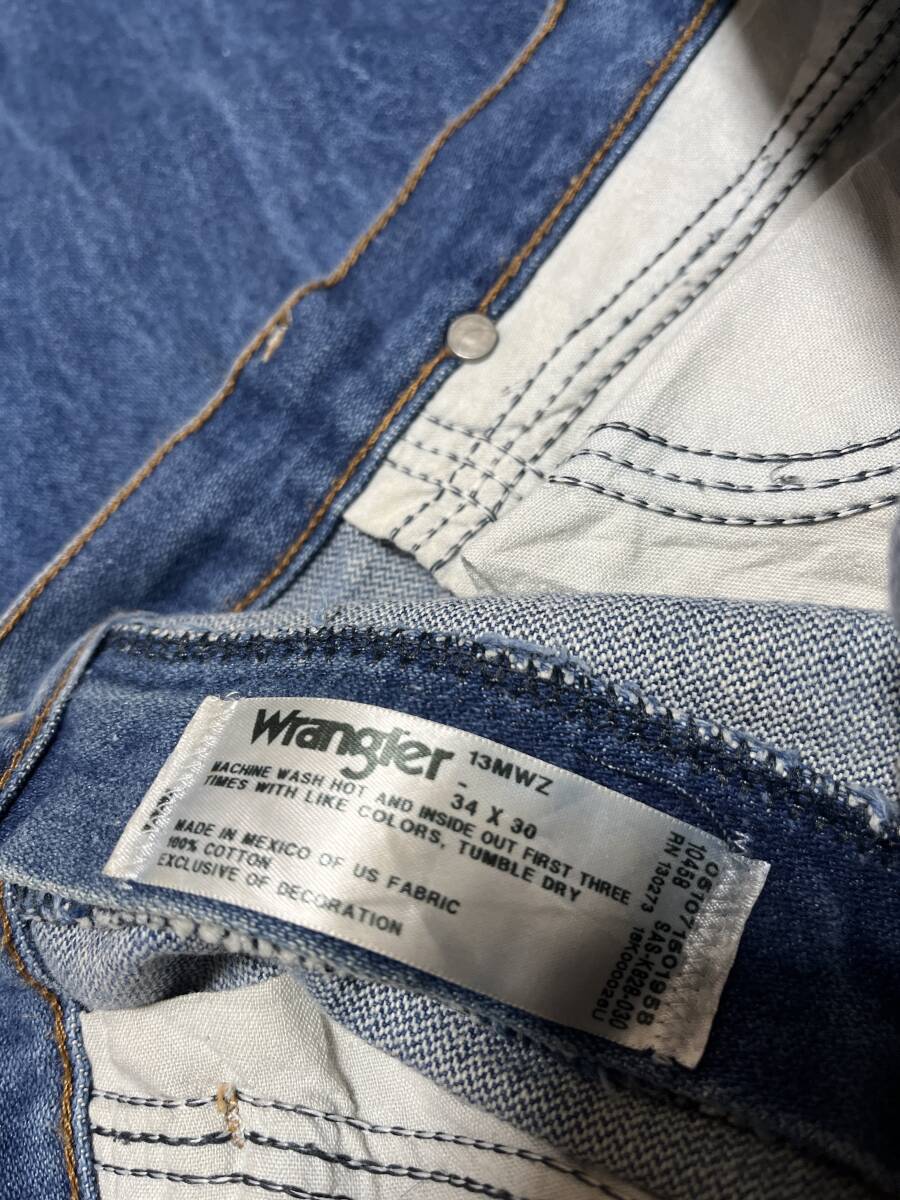 Wrangler 13MWZ
-
34 X 30
MACHINE WASH HOT AND INSIDE OUT FIRST THREE
TIMES WITH LIKE COLORS, TUMBLE DRY
MADE IN MEXICO OF US FABRIC
100% COTTON
EXCLUSIVE OF DECORATION
10458
RN 130273
SAS-K828-030